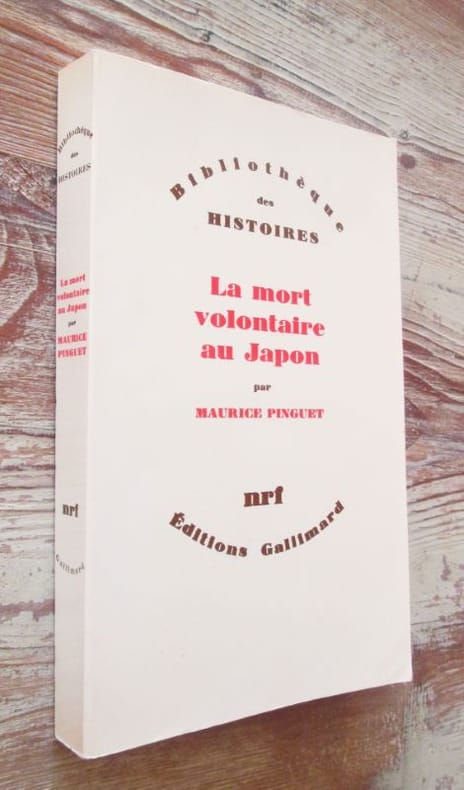 Bibliothèque
des
HISTOIRES
La mort
volontaire
au Japon
par
MAURICE
PINGUET
nrf
Gallimard
Bibliothèque
des
HISTOIRES
La mort
volontaire
au Japon
par
MAURICE PINGUET
nrf
Éditions Gallimard